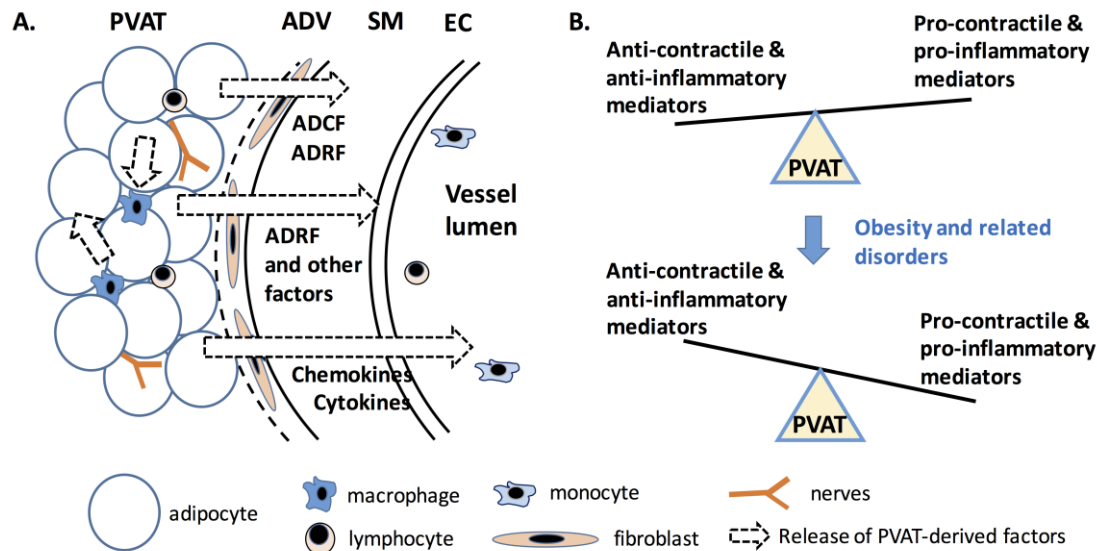 A.
PVAT
ADV
SM
EC
ADCF
ADRF
ADRF
and other
factors
Chemokines
Cytokines
Vessel
lumen
B.
Anti-contractile &
anti-inflammatory
mediators
Pro-contractile &
pro-inflammatory
mediators
PVAT
Obesity and related
disorders
Anti-contractile &
anti-inflammatory
mediators
Pro-contractile &
pro-inflammatory
mediators
PVAT
adipocyte
macrophage
lymphocyte
monocyte
fibroblast
nerves
Release of PVAT-derived factors